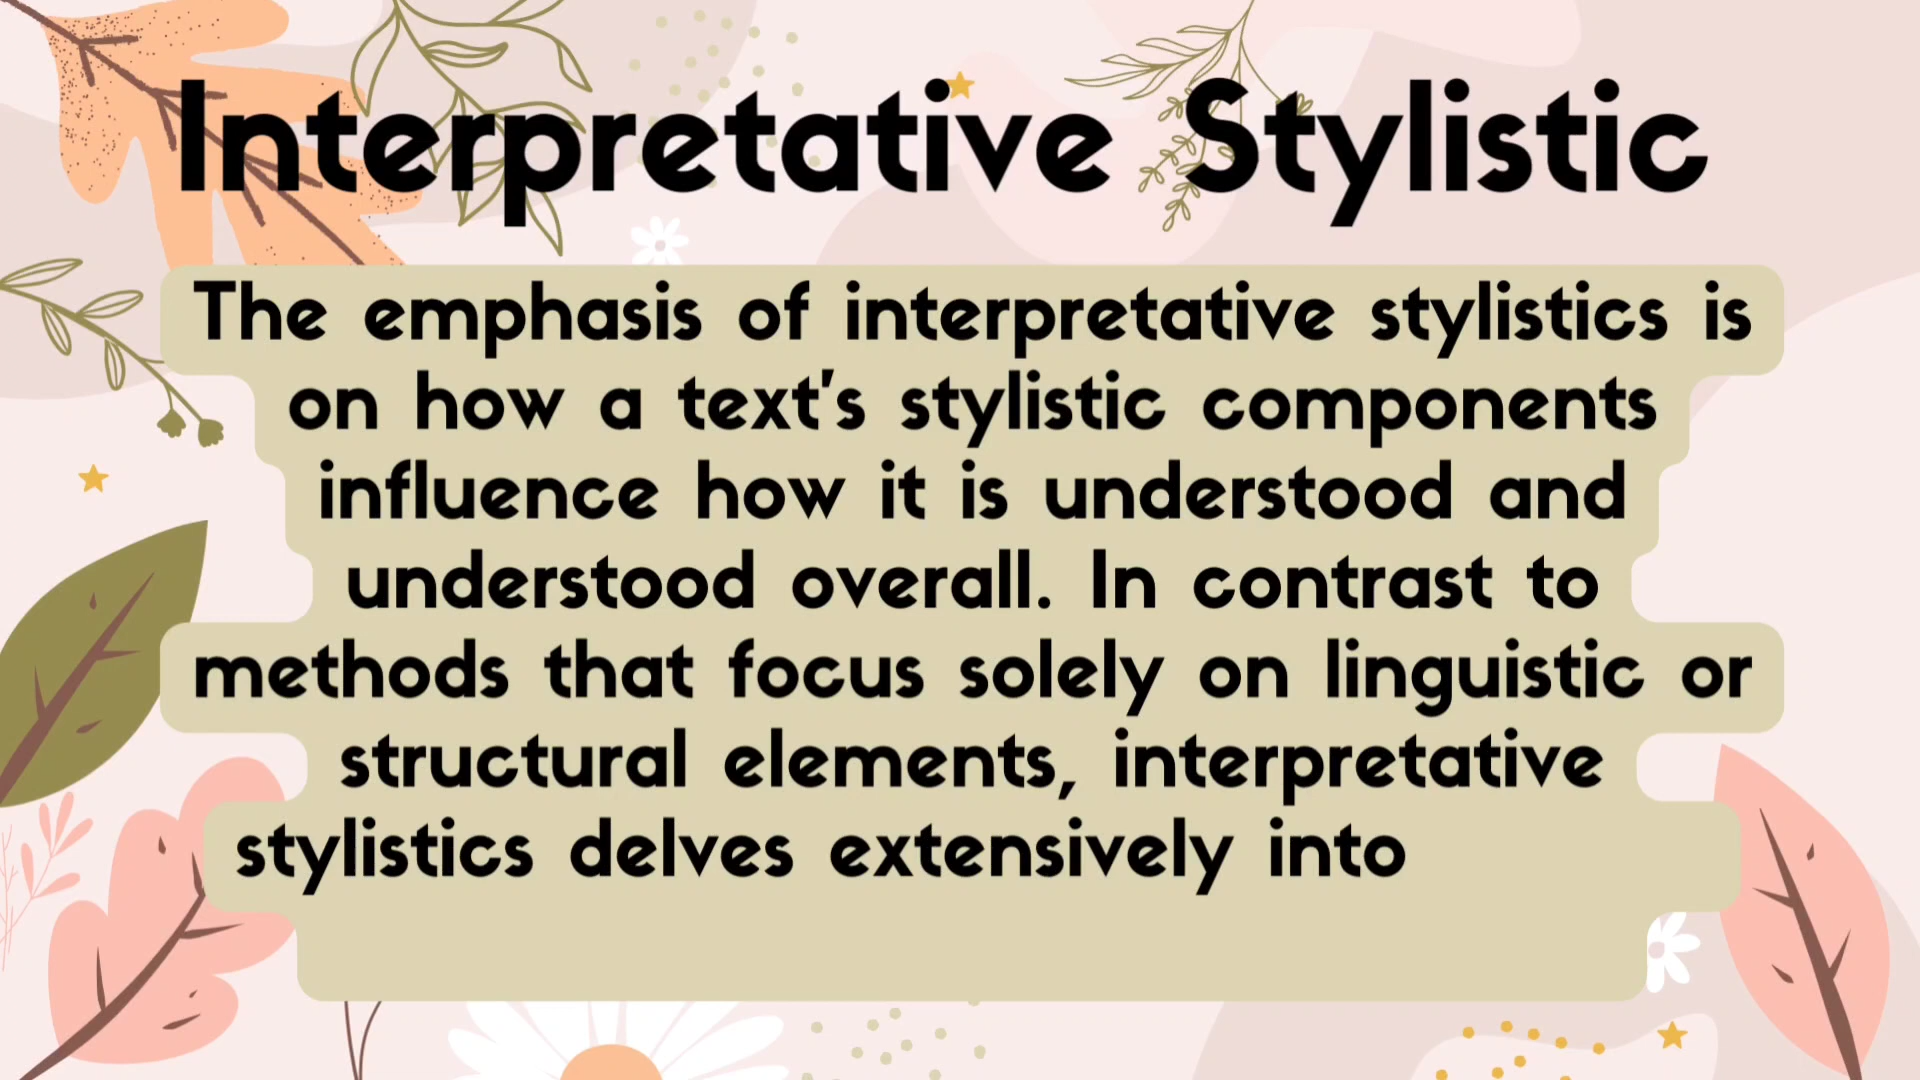 Interpretative Stylistic
The emphasis of interpretative stylistics is
on how a text's stylistic components
influence how it is understood and
understood overall. In contrast to
methods that focus solely on linguistic or
structural elements, interpretative
stylistics delves extensively into